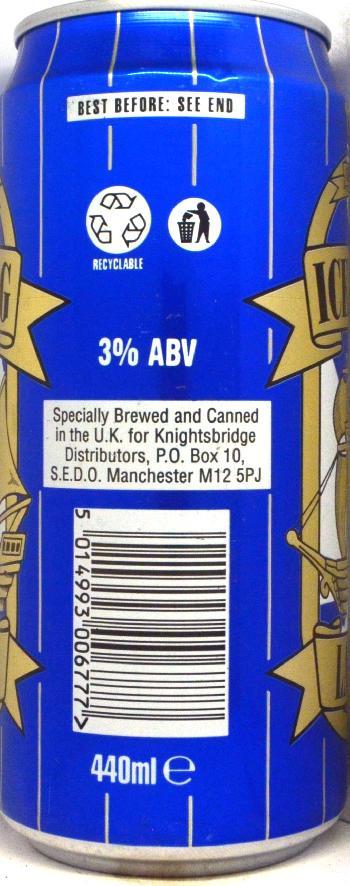 BEST BEFORE: SEE END
RECYCLABLE
3% ABV
Specially Brewed and Canned
in the U.K. for Knightsbridge
Distributors, P.O. Box 10,
S.E.D.O. Manchester M12 5PJ
5 014993 006777 >
440ml e
G
IC
L